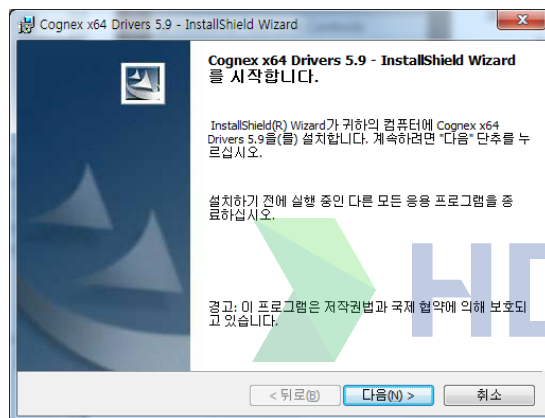 Cognex x64 Drivers 5.9 - InstallShield Wizard
Cognex x64 Drivers 5.9 - InstallShield Wizard
를 시작합니다.
InstallShield(R) Wizard가 귀하의 컴퓨터에 Cognex x64
Drivers 5.9을(를) 설치합니다. 계속하려면 "다음" 단추를 누
르십시오.
설치하기 전에 실행 중인 다른 모든 응용 프로그램을 종
료하십시오.
경고: 이 프로그램은 저작권법과 국제 협약에 의해 보호되
고 있습니다.
< 뒤로(B) 다음(N) > 취소